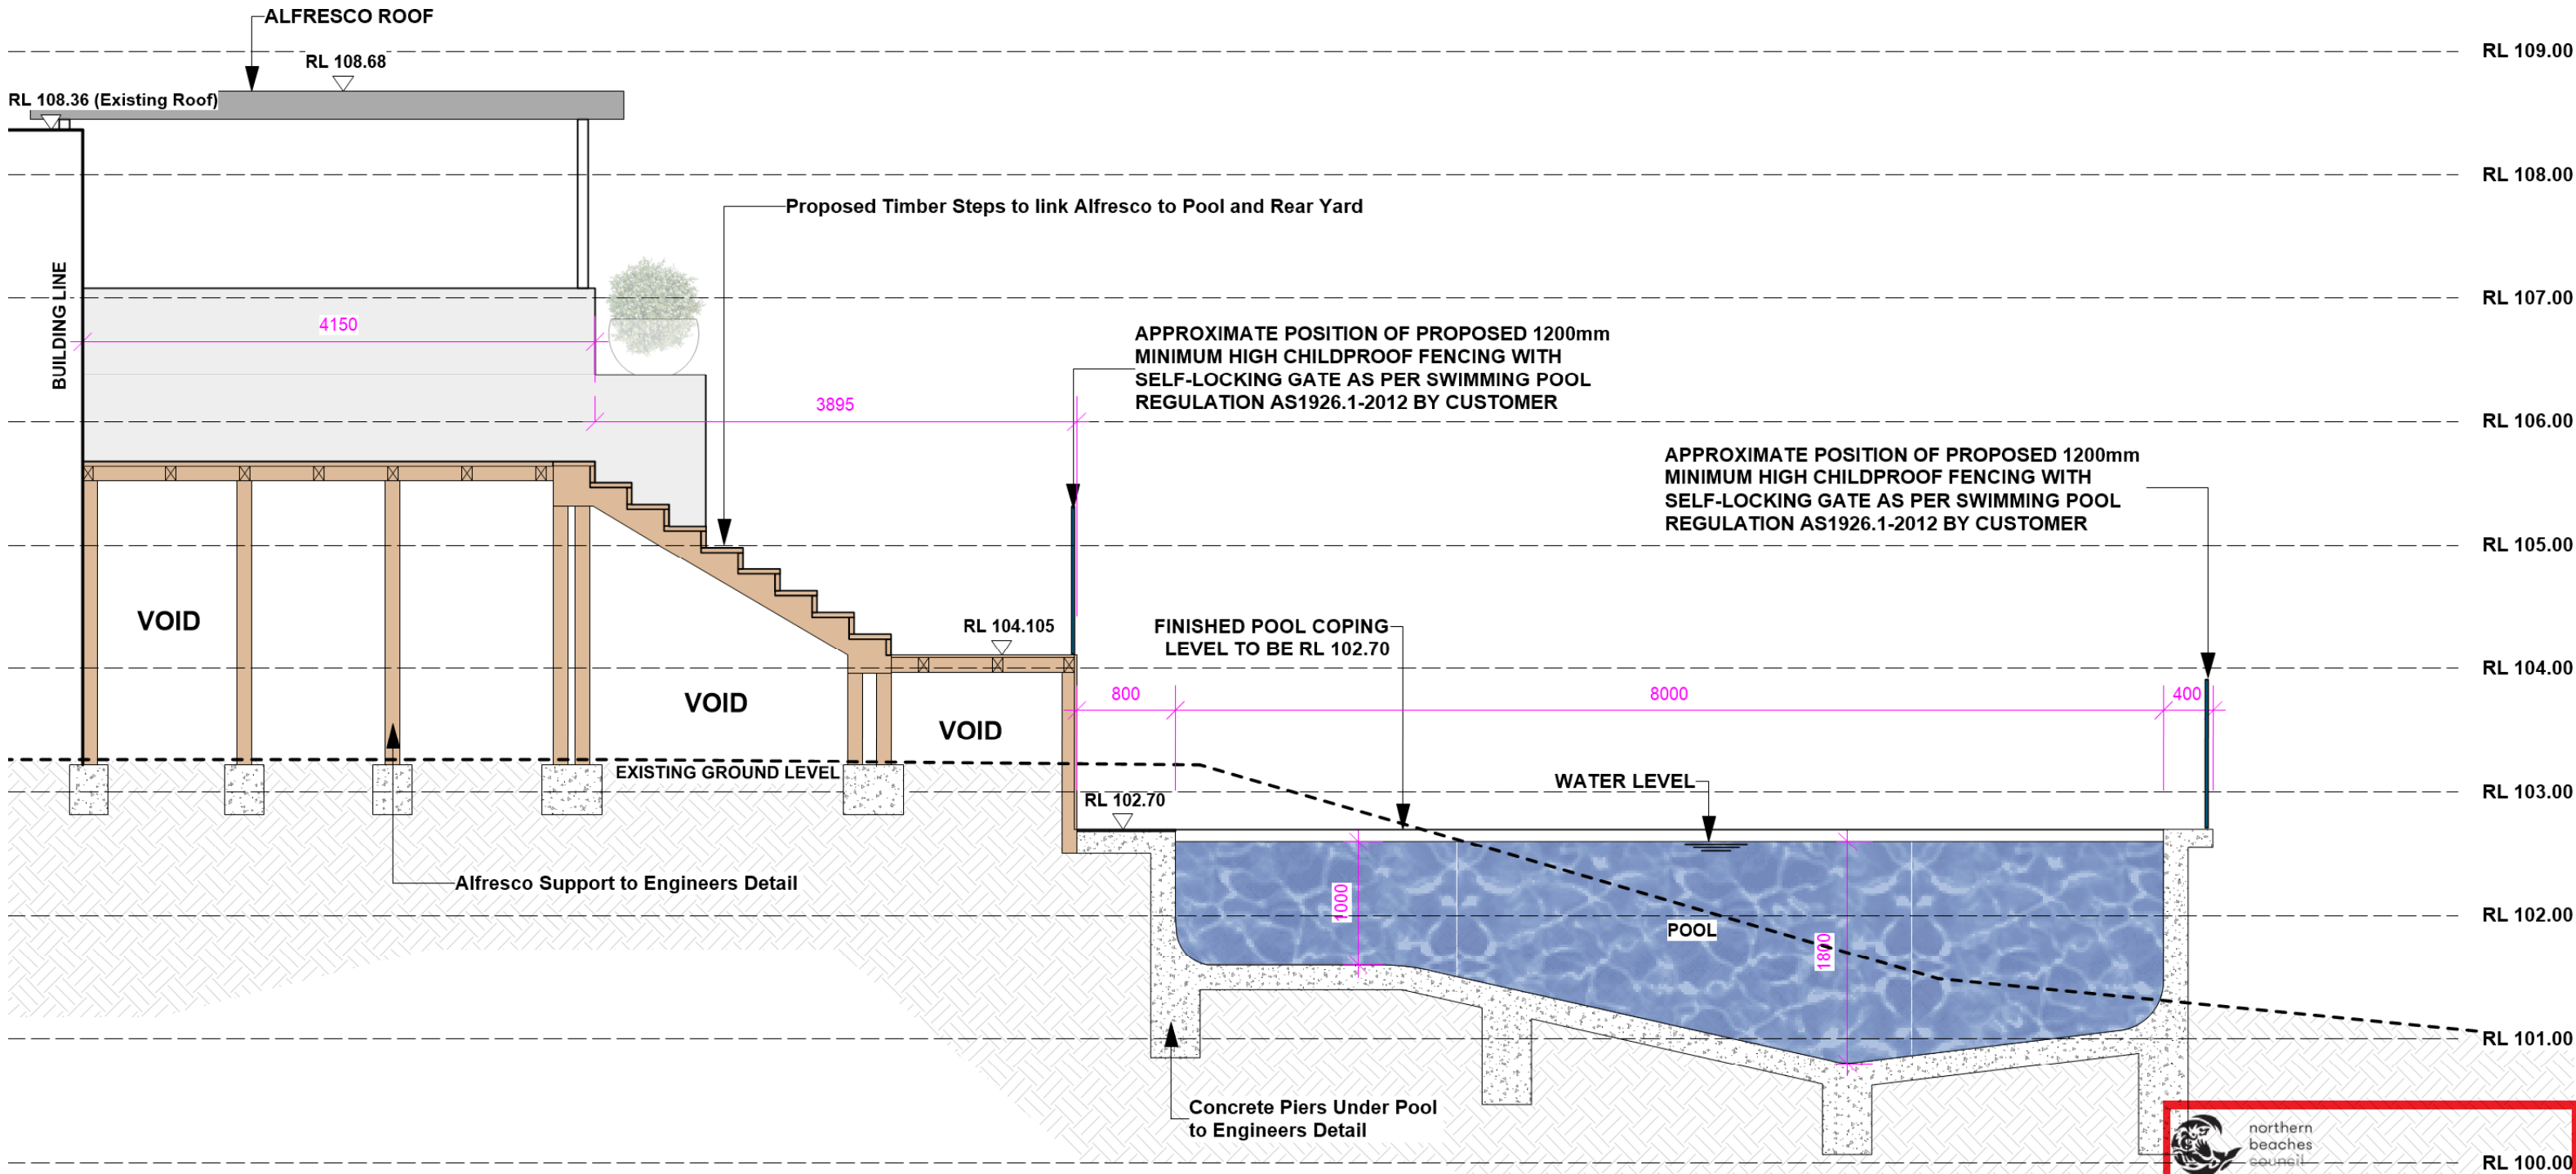 ALFRESCO ROOF
RL 109.00
RL 108.68
RL 108.36 (Existing Roof)
RL 108.00
Proposed Timber Steps to link Alfresco to Pool and Rear Yard
BUILDING LINE
RL 107.00
4150
APPROXIMATE POSITION OF PROPOSED 1200mm
MINIMUM HIGH CHILDPROOF FENCING WITH
SELF-LOCKING GATE AS PER SWIMMING POOL
REGULATION AS1926.1-2012 BY CUSTOMER
3895
RL 106.00
APPROXIMATE POSITION OF PROPOSED 1200mm
MINIMUM HIGH CHILDPROOF FENCING WITH
SELF-LOCKING GATE AS PER SWIMMING POOL
REGULATION AS1926.1-2012 BY CUSTOMER
RL 105.00
VOID
RL 104.105
FINISHED POOL COPING
LEVEL TO BE RL 102.70
RL 104.00
VOID
800
8000
400
VOID
EXISTING GROUND LEVEL
WATER LEVEL
RL 103.00
RL 102.70
Alfresco Support to Engineers Detail
1000
RL 102.00
POOL
1800
RL 101.00
Concrete Piers Under Pool
to Engineers Detail
northern
beaches
council
RL 100.00